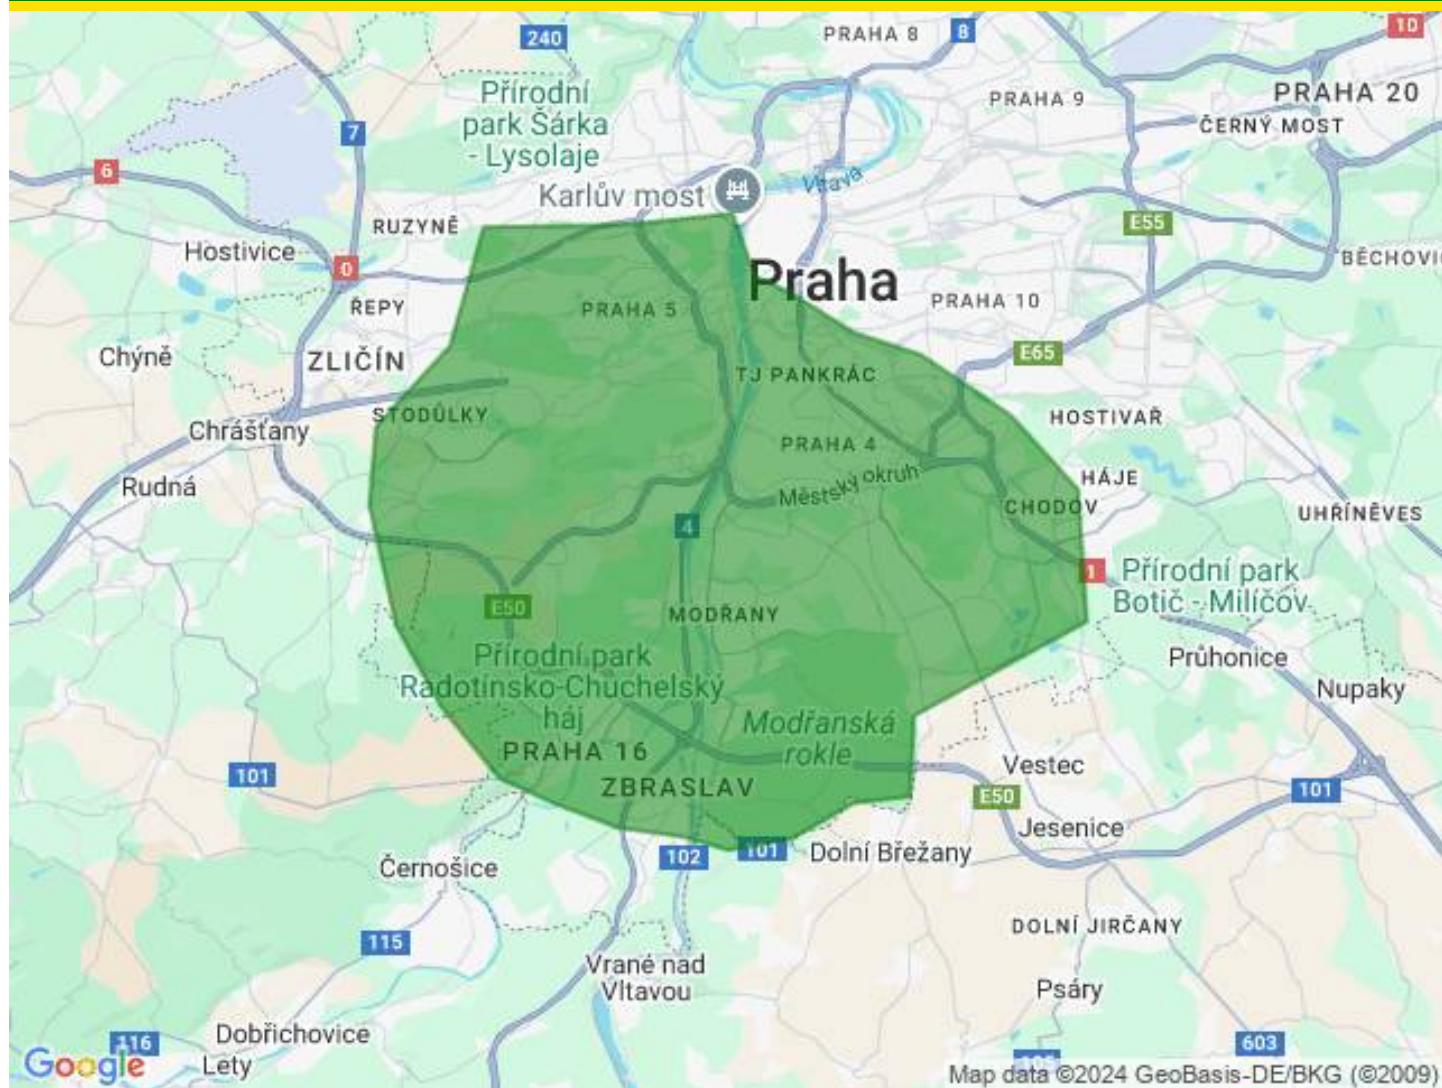 240
PRAHA 8
8
10
Přírodní
park Šárka
- Lysolaje
PRAHA 9
PRAHA 20
ČERNÝ MOST
7
6
Karlův most
Vltava
RUZYNĚ
E55
Hostivice
0
Praha
BĚCHOVI
ŘEPY
PRAHA 5
PRAHA 10
Chýně
ZLIČÍN
E65
TJ PANKRÁC
STODŮLKY
HOSTIVAŘ
Chrášťany
PRAHA 4
Rudná
Městský okruh
HÁJE
CHODOV
UHŘÍNĚVES
4
1
Přírodní park
Botič - Milíčov
E50
MODŘANY
Přírodní park
Radotínsko-Chuchelský
háj
Průhonice
Nupaky
Modřanská
rokle
PRAHA 16
101
ZBRASLAV
Vestec
E50
101
Jesenice
102
101
Dolní Břežany
Černošice
115
DOLNÍ JIRČANY
Vrané nad
Vltavou
Psáry
Dobřichovice
116
603
Google
Lety
105
Map data ©2024 GeoBasis-DE/BKG (©2009)